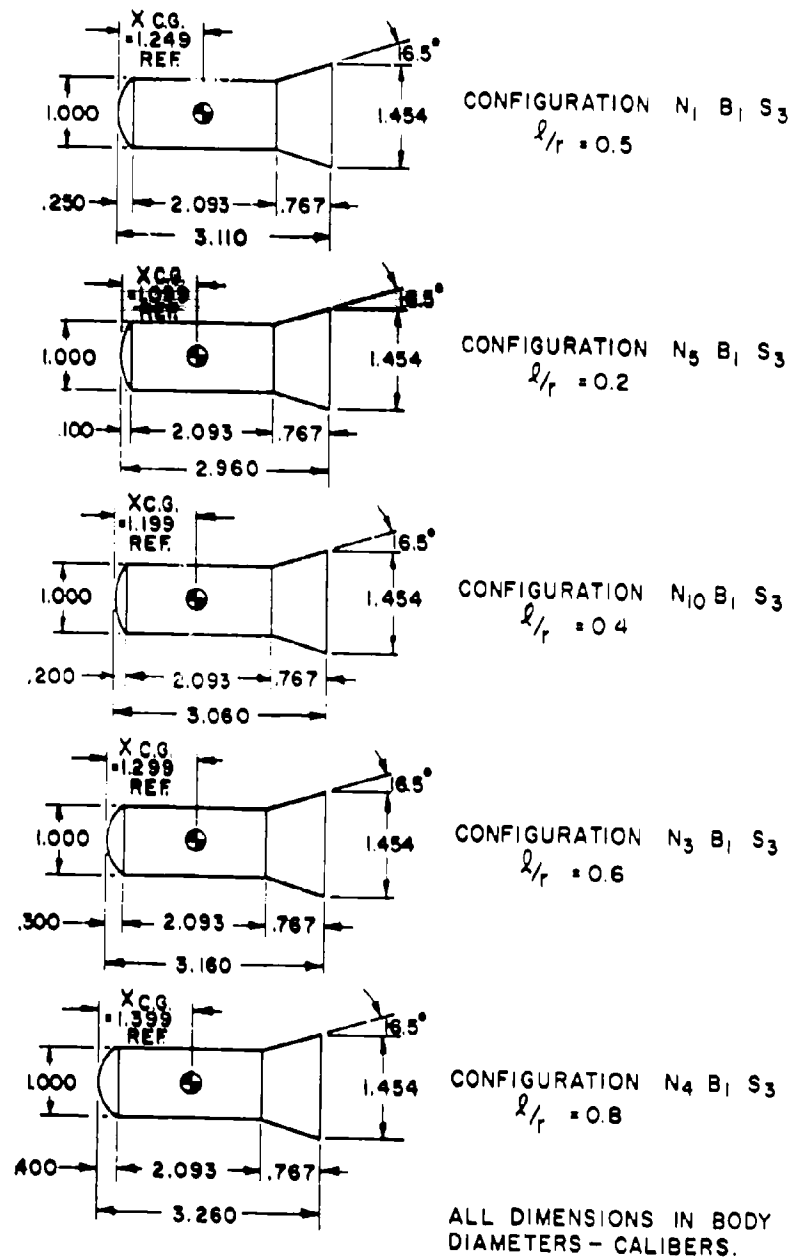 X C.G.
=1.249
REF.
6.5°
1.000
1.454
CONFIGURATION N1 B1 S3
l/r = 0.5
.250 2.093 .767
3.110
X C.G.
=1.099
REF.
6.5°
1.000
1.454
CONFIGURATION N5 B1 S3
l/r = 0.2
.100 2.093 .767
2.960
X C.G.
=1.199
REF.
6.5°
1.000
1.454
CONFIGURATION N10 B1 S3
l/r = 0.4
.200 2.093 .767
3.060
X C.G.
=1.299
REF.
6.5°
1.000
1.454
CONFIGURATION N3 B1 S3
l/r = 0.6
.300 2.093 .767
3.160
X C.G.
=1.399
REF.
6.5°
1.000
1.454
CONFIGURATION N4 B1 S3
l/r = 0.8
.400 2.093 .767
3.260
ALL DIMENSIONS IN BODY
DIAMETERS - CALIBERS.